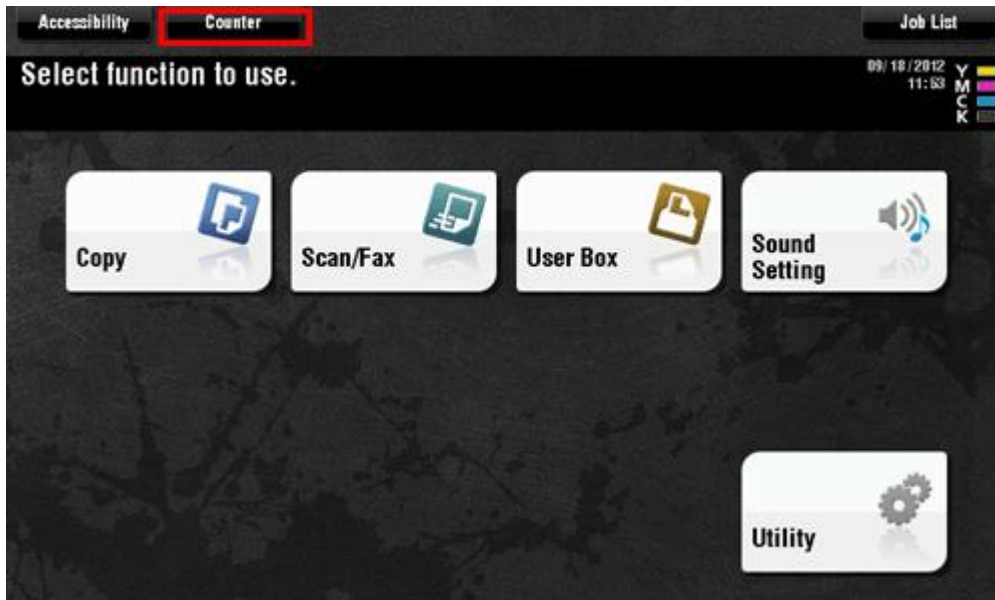 Accessibility Counter Job List
Select function to use.
09/18/2012
11:53
Y
M
C
K
Copy
Scan/Fax
User Box
Sound
Setting
Utility